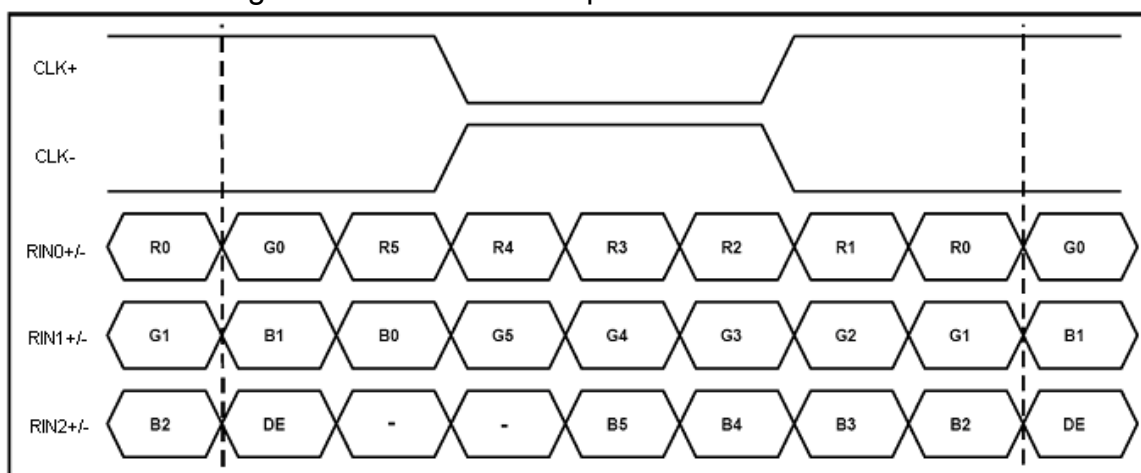 CLK+
CLK-
RIN0+/- R0 G0 R5 R4 R3 R2 R1 R0 G0
RIN1+/- G1 B1 B0 G5 G4 G3 G2 G1 B1
RIN2+/- B2 DE - - B5 B4 B3 B2 DE